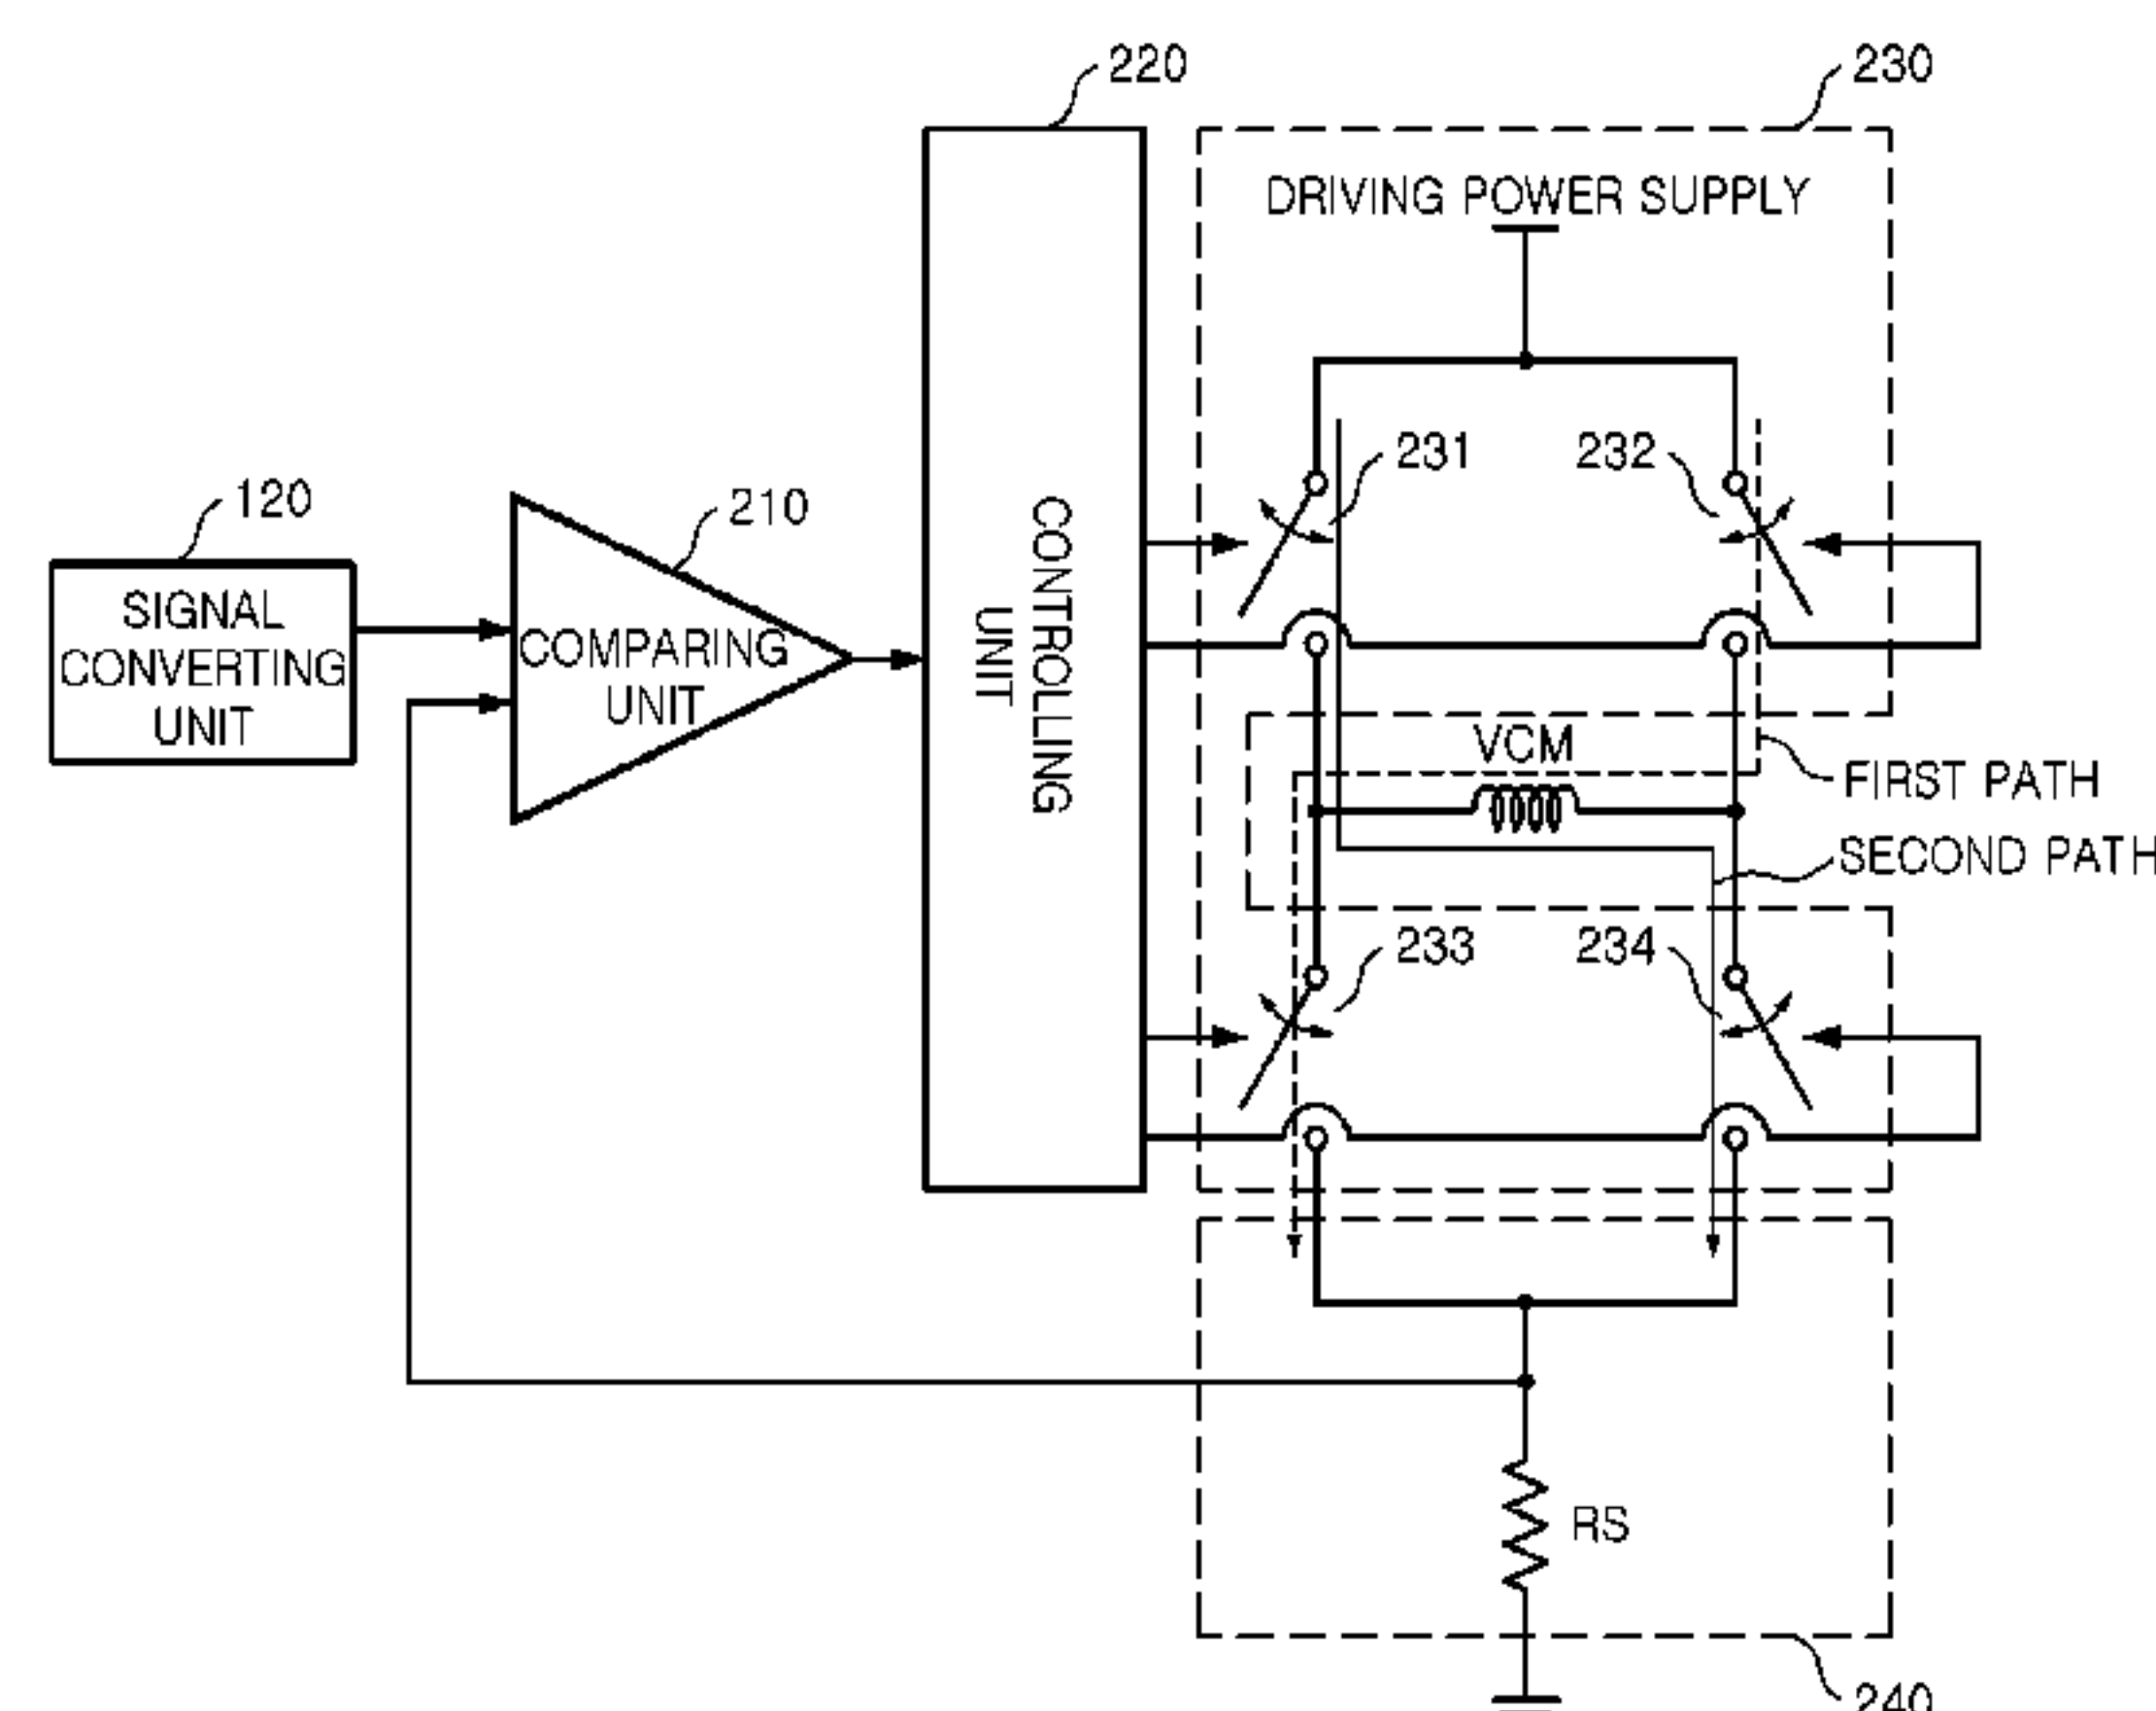 220
230
DRIVING POWER SUPPLY
231
232
120
210
SIGNAL
CONVERTING
UNIT
COMPARING
UNIT
CONTROLLING
UNIT
VCM
FIRST PATH
SECOND PATH
233
234
RS
240